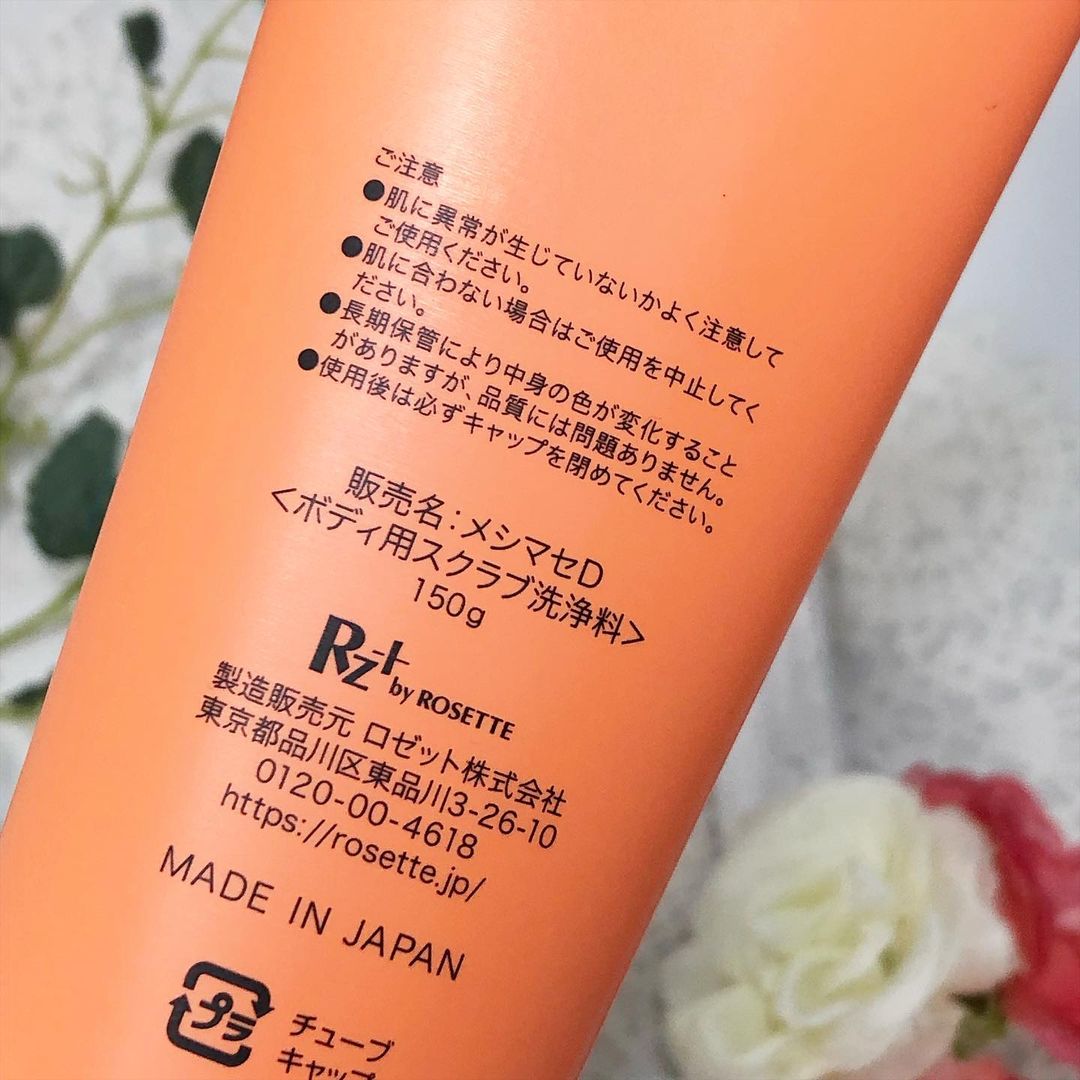 ご注意
●肌に異常が生じていないかよく注意して
ご使用ください。
●肌に合わない場合はご使用を中止してく
ださい。
●長期保管により中身の色が変化すること
がありますが、品質には問題ありません。
●使用後は必ずキャップを閉めてください。
販売名:メシマセD
<ボディ用スクラブ洗浄料>
150g
Rz+ by ROSETTE
製造販売元 ロゼット株式会社
東京都品川区東品川3-26-10
0120-00-4618
https://rosette.jp/
MADE IN JAPAN
プラ
チューブ
キャップ